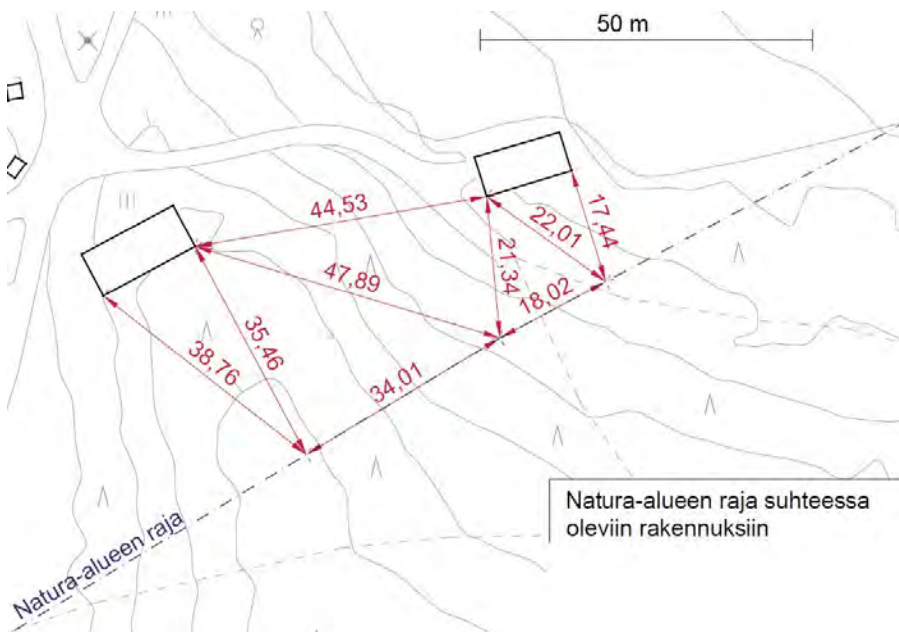 50 m
44,53
22,01
17,44
21,34
47,89
18,02
35,46
38,76
34,01
Natura-alueen raja suhteessa
oleviin rakennuksiin
Natura-alueen raja